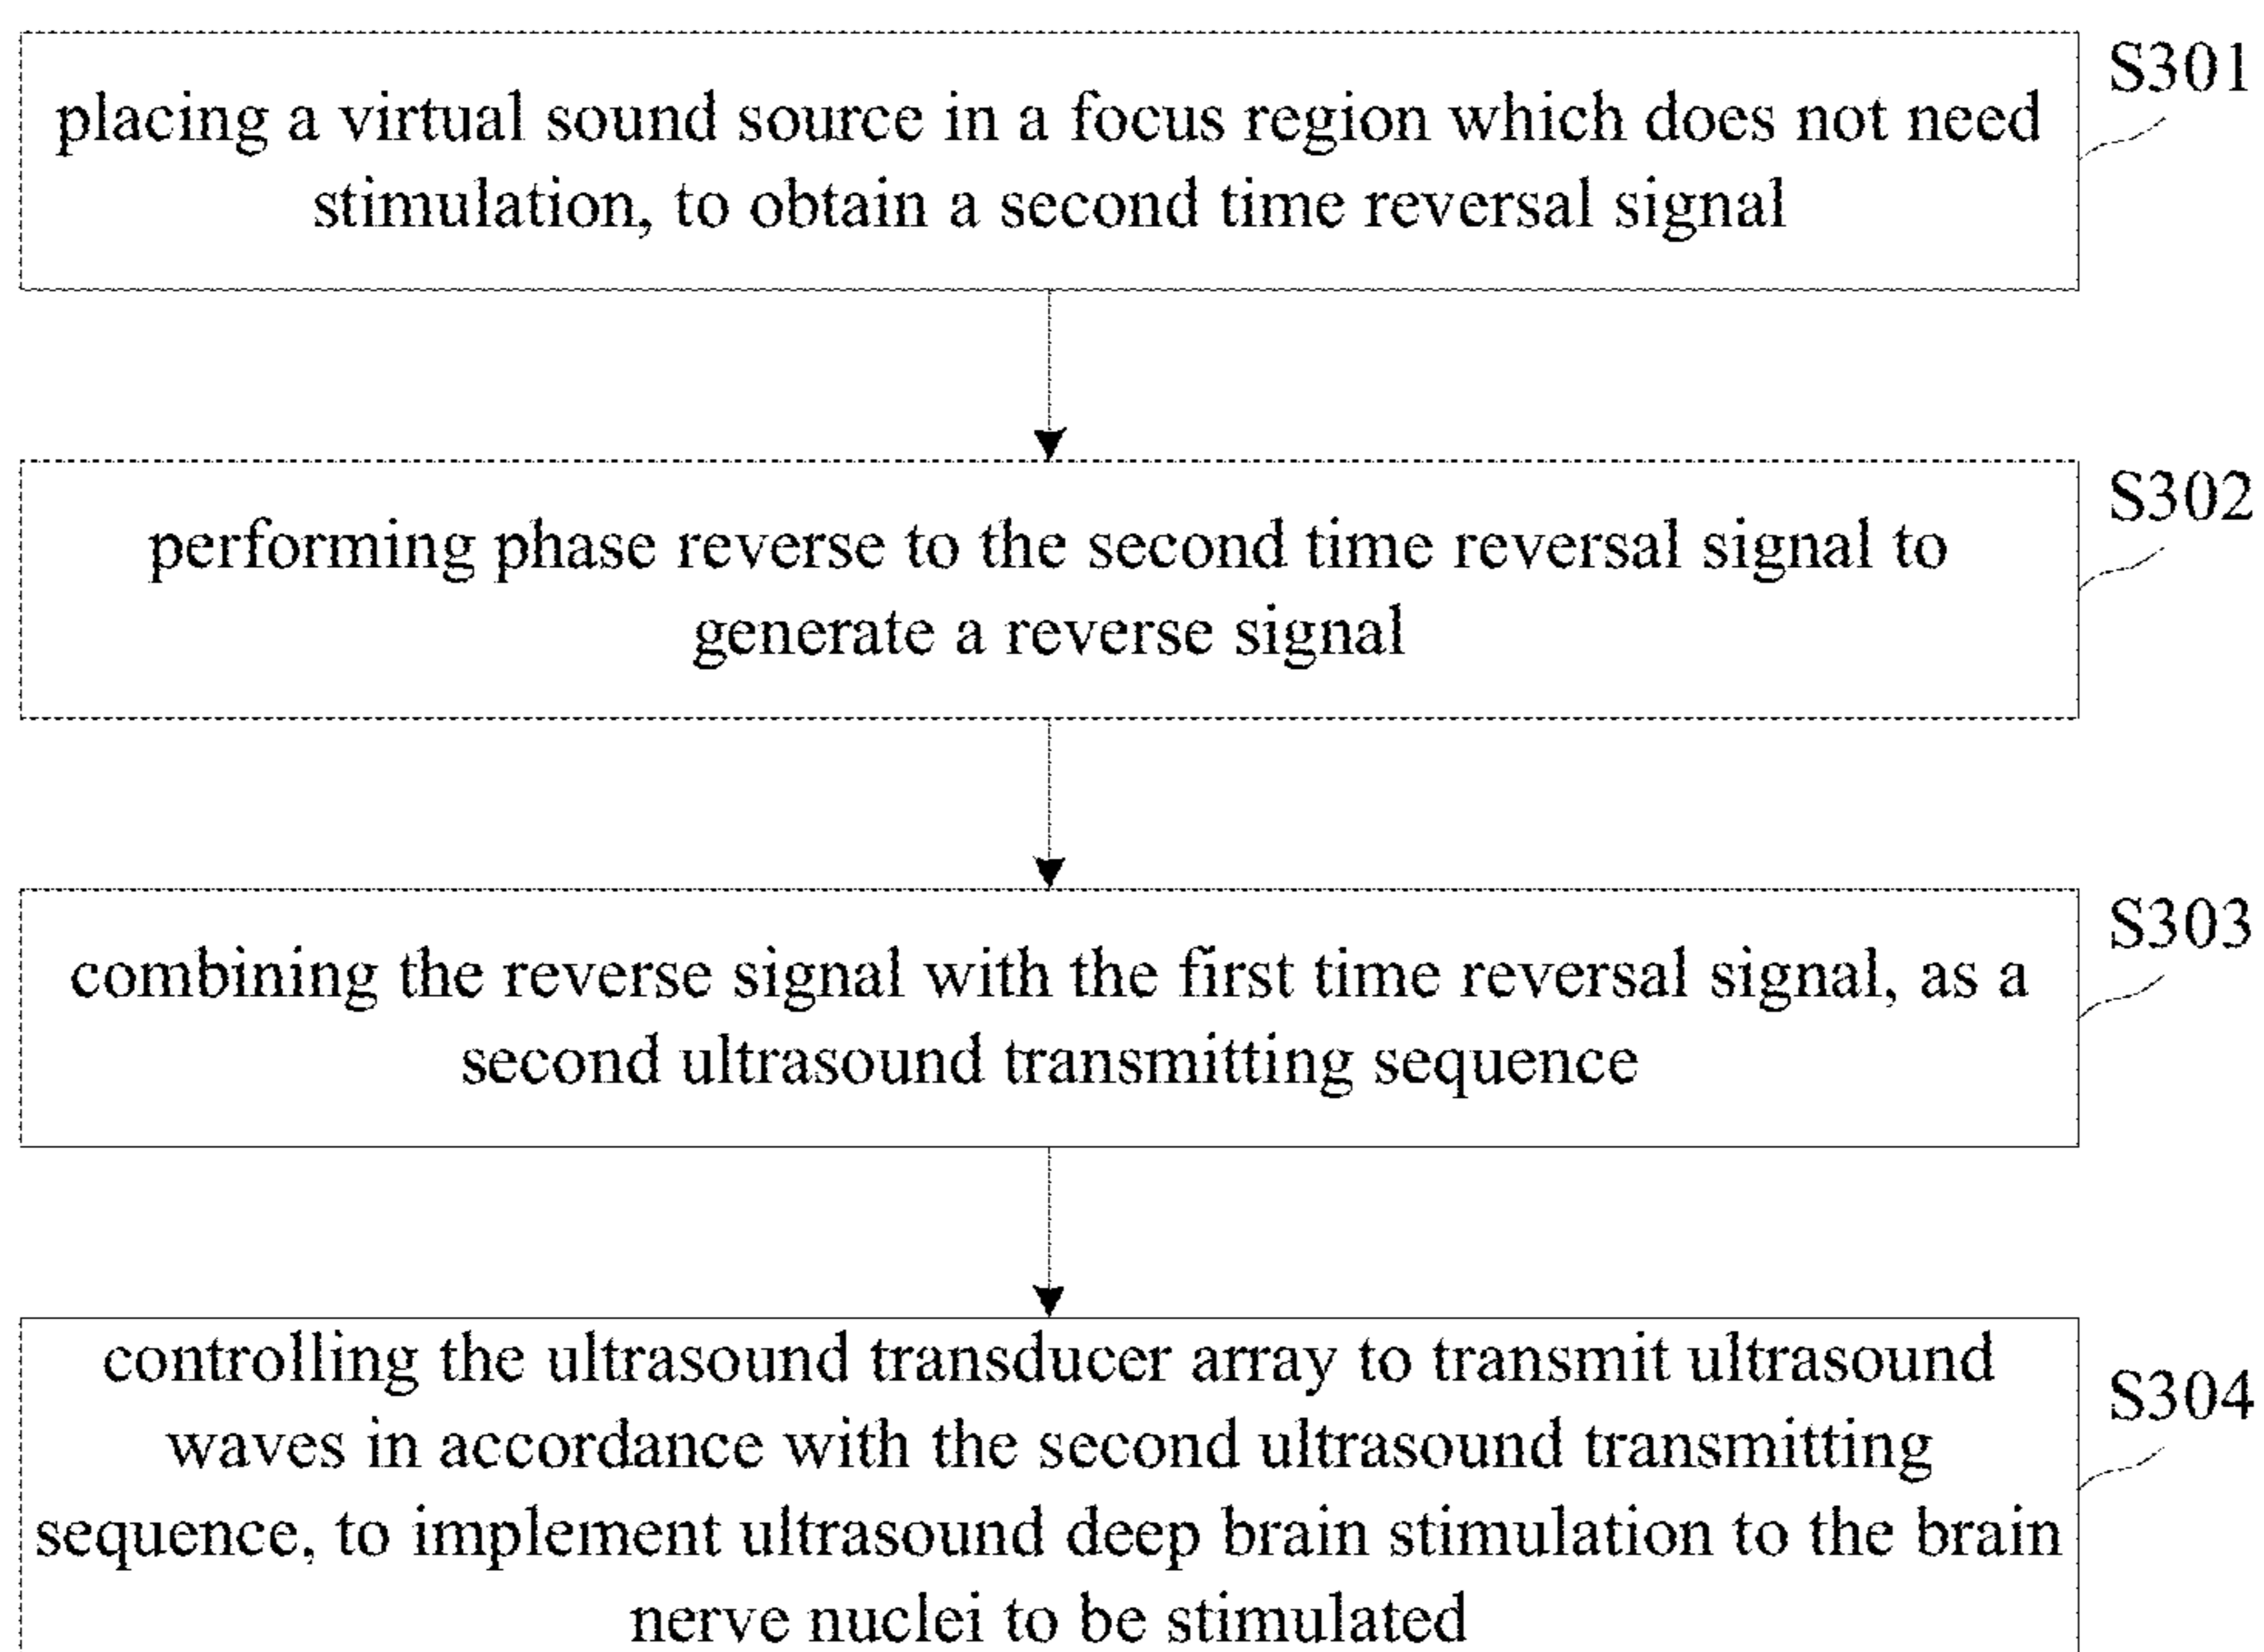 S301
placing a virtual sound source in a focus region which does not need
stimulation, to obtain a second time reversal signal
S302
performing phase reverse to the second time reversal signal to
generate a reverse signal
S303
combining the reverse signal with the first time reversal signal, as a
second ultrasound transmitting sequence
S304
controlling the ultrasound transducer array to transmit ultrasound
waves in accordance with the second ultrasound transmitting
sequence, to implement ultrasound deep brain stimulation to the brain
nerve nuclei to be stimulated